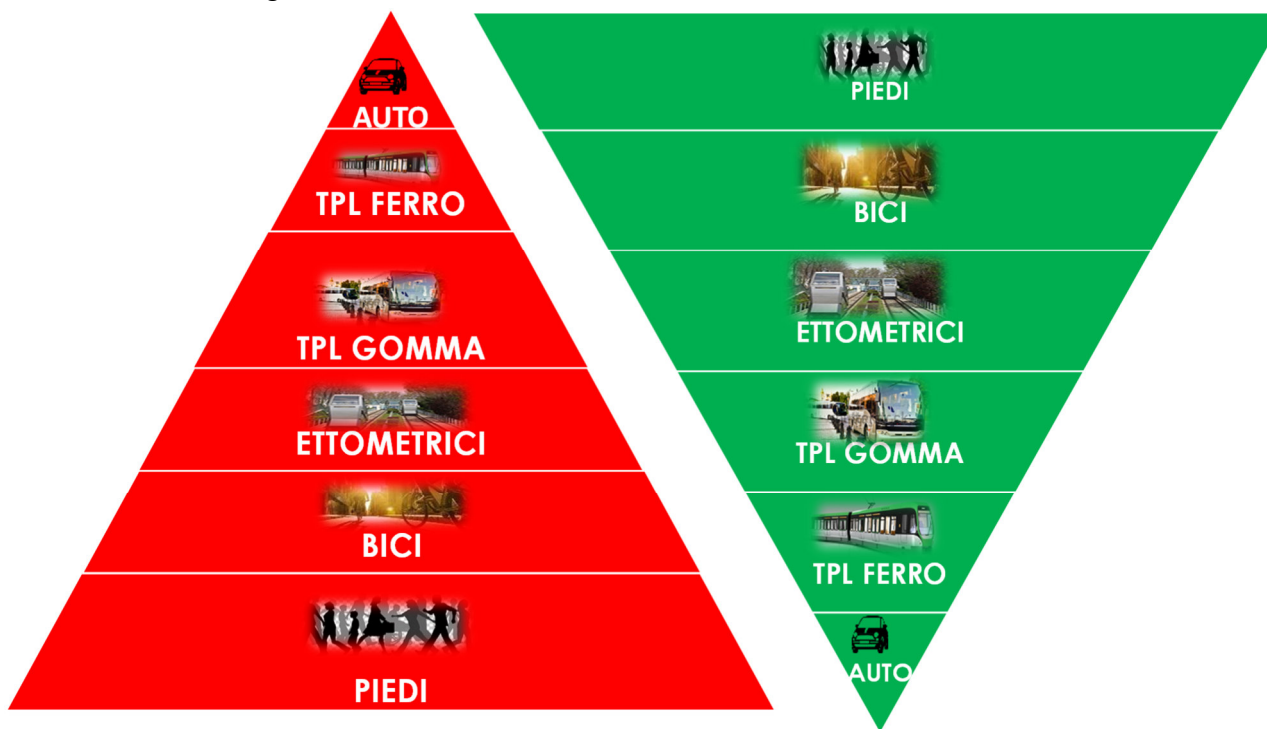 AUTO
TPL FERRO
TPL GOMMA
ETTOMETRICI
BICI
PIEDI
PIEDI
BICI
ETTOMETRICI
TPL GOMMA
TPL FERRO
AUTO